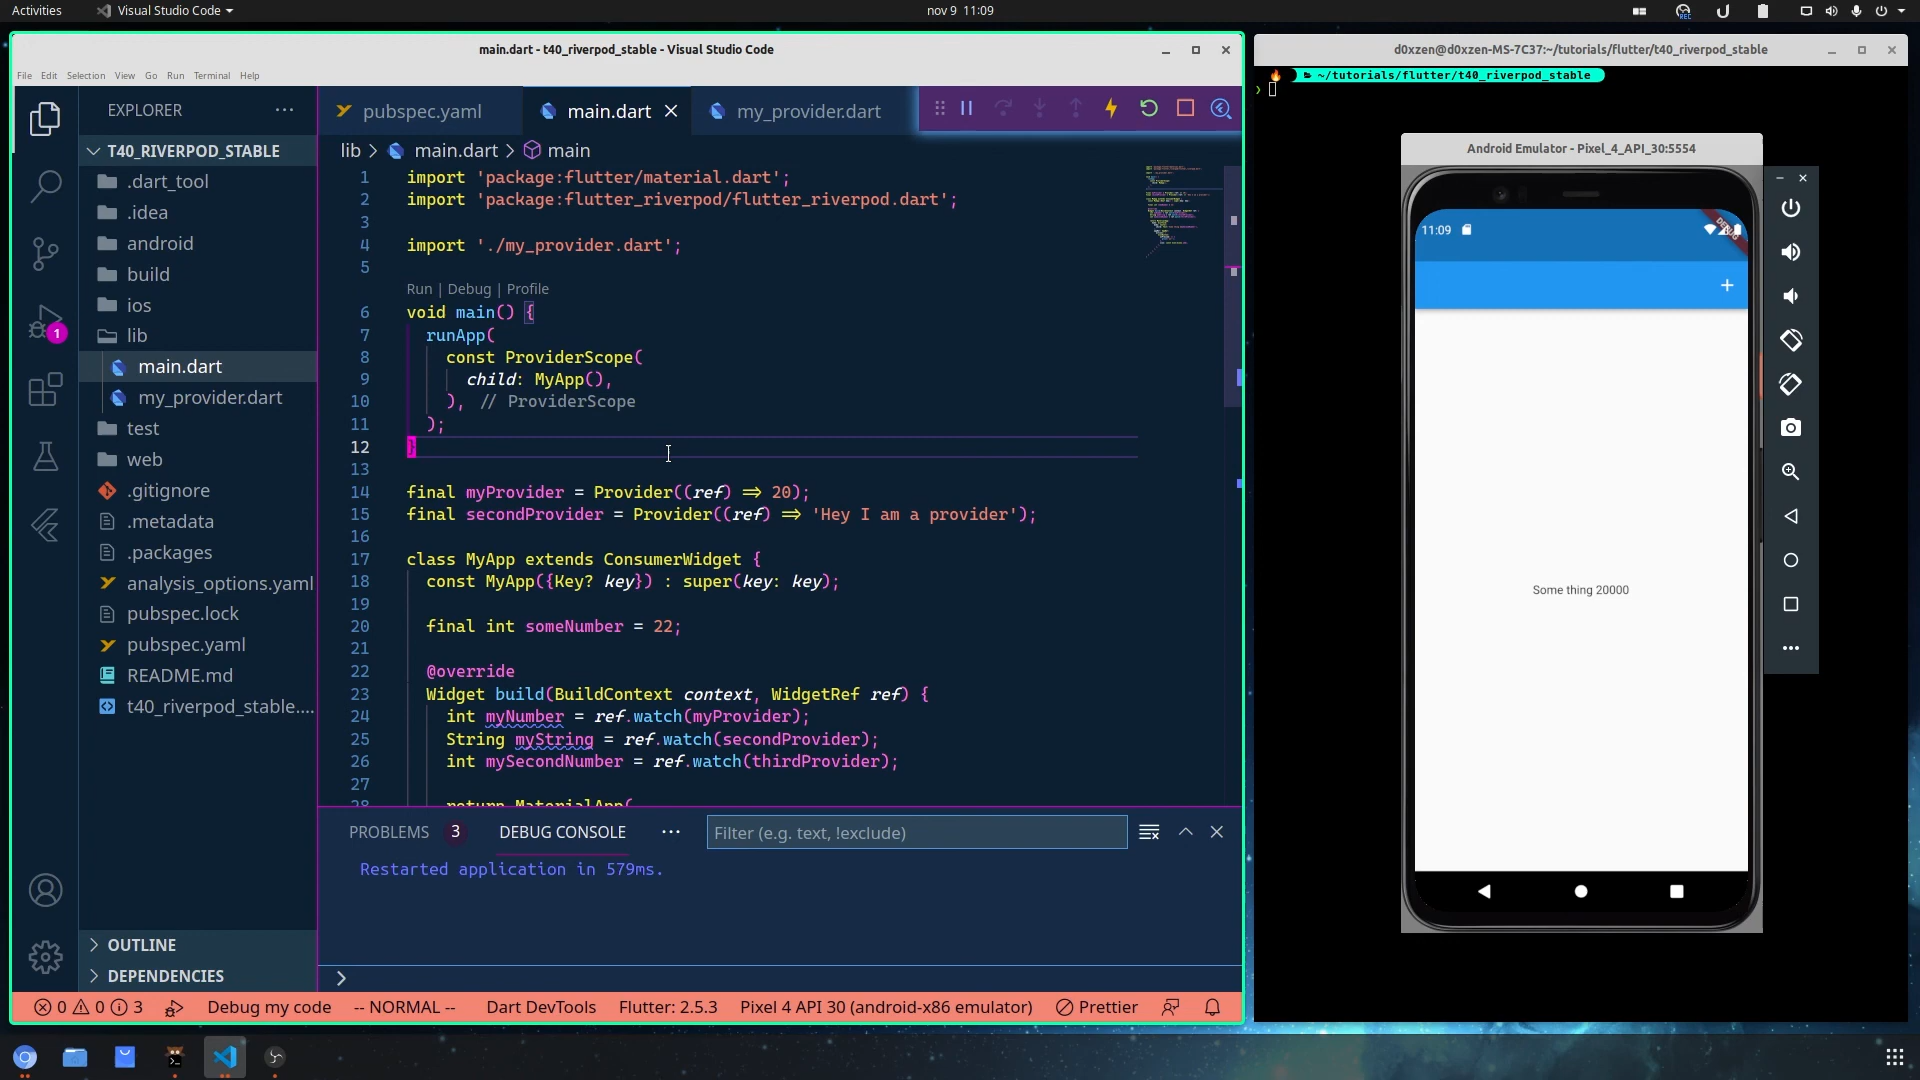 Activities
Visual Studio Code
nov 9 11:09
main.dart - t40_riverpod_stable - Visual Studio Code
File Edit Selection View Go Run Terminal Help
EXPLORER
T40_RIVERPOD_STABLE
.dart_tool
.idea
android
build
ios
lib
main.dart
my_provider.dart
test
web
.gitignore
.metadata
.packages
analysis_options.yaml
pubspec.lock
pubspec.yaml
README.md
t40_riverpod_stable....
OUTLINE
DEPENDENCIES
1
pubspec.yaml
main.dart
my_provider.dart
lib > main.dart > main
1 import 'package:flutter/material.dart';
2 import 'package:flutter_riverpod/flutter_riverpod.dart';
3
4 import './my_provider.dart';
5
Run | Debug | Profile
6 void main() {
7 runApp(
8 const ProviderScope(
9 child: MyApp(),
10 ), // ProviderScope
11 );
12 }
13
14 final myProvider = Provider((ref) => 20);
15 final secondProvider = Provider((ref) => 'Hey I am a provider');
16
17 class MyApp extends ConsumerWidget {
18 const MyApp({Key? key}) : super(key: key);
19
20 final int someNumber = 22;
21
22 @override
23 Widget build(BuildContext context, WidgetRef ref) {
24 int myNumber = ref.watch(myProvider);
25 String myString = ref.watch(secondProvider);
26 int mySecondNumber = ref.watch(thirdProvider);
27
28 return MaterialApp(
PROBLEMS 3 DEBUG CONSOLE ... Filter (e.g. text, !exclude)
Restarted application in 579ms.
0 0 3 Debug my code -- NORMAL -- Dart DevTools Flutter: 2.5.3 Pixel 4 API 30 (android-x86 emulator) Prettier
d0xzen@d0xzen-MS-7C37:~/tutorials/flutter/t40_riverpod_stable
~/tutorials/flutter/t40_riverpod_stable
Android Emulator - Pixel_4_API_30:5554
11:09
DEBUG
Some thing 20000